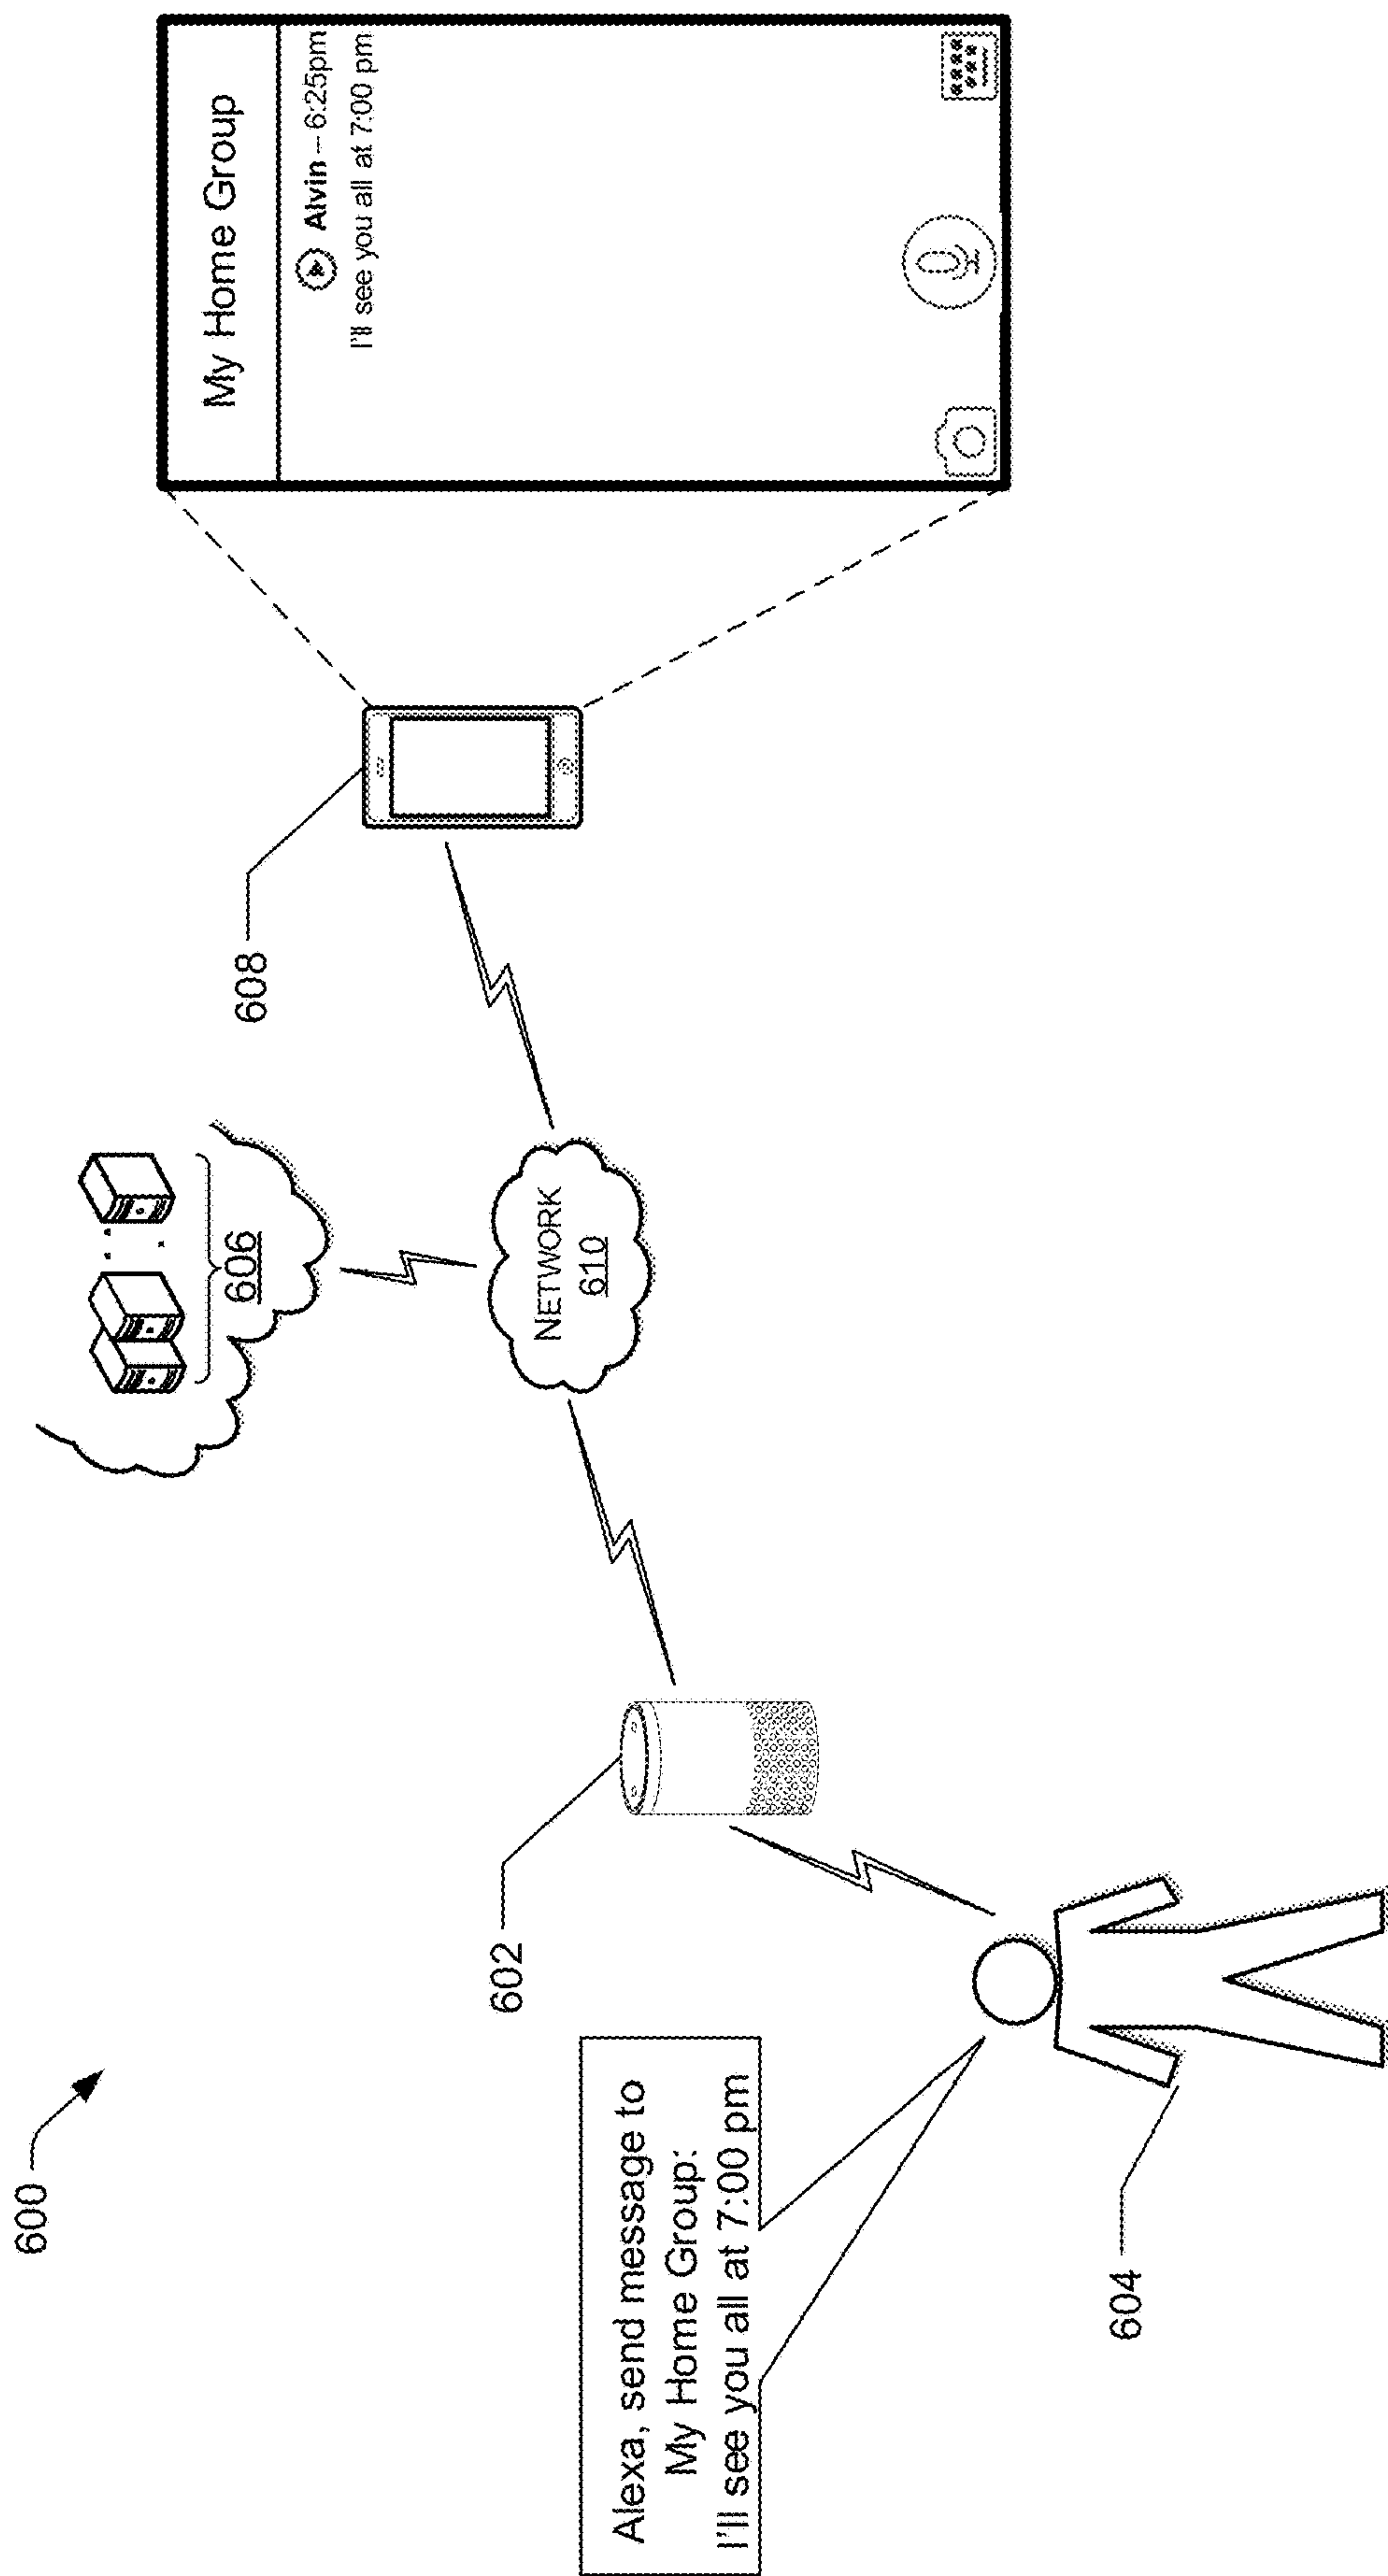 600
Alexa, send message to
My Home Group:
I'll see you all at 7:00 pm
604
602
606
NETWORK
610
608
My Home Group
Alvin – 6:25pm
I'll see you all at 7:00 pm